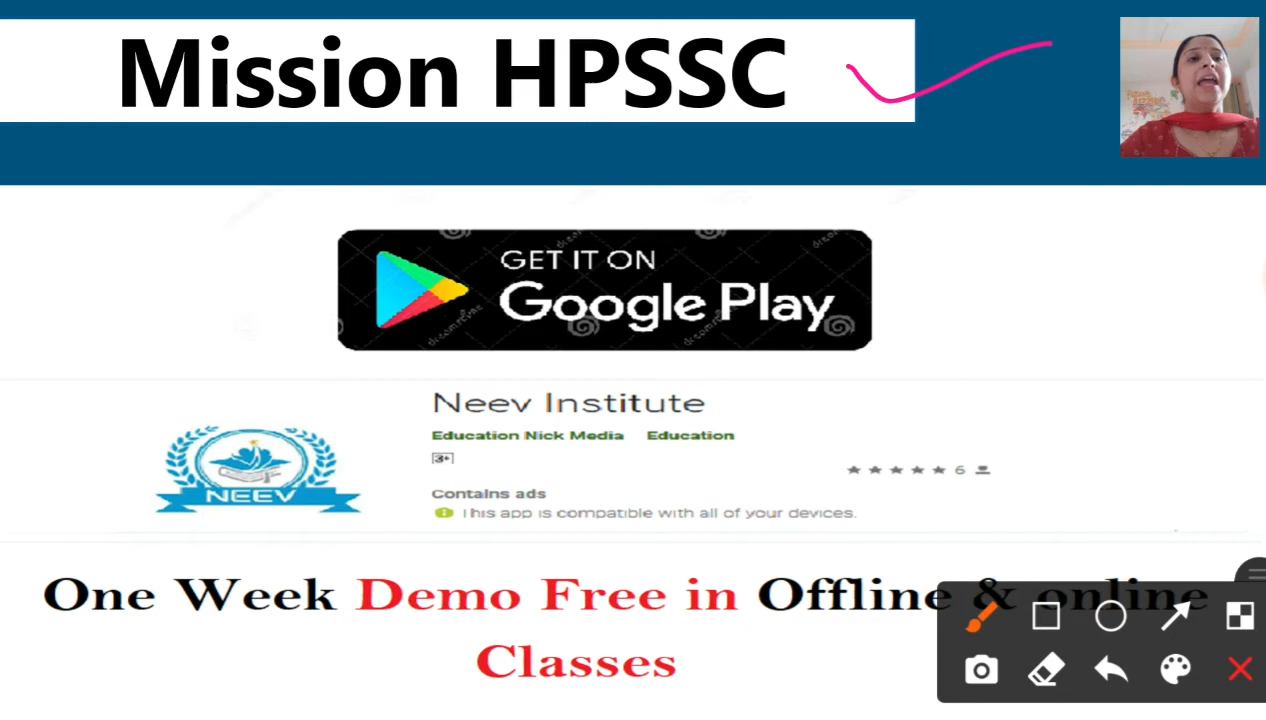 Mission HPSSC
GET IT ON
Google Play
Neev Institute
Education Nick Media Education
3+
6
Contains ads
This app is compatible with all of your devices.
NEEV
One Week Demo Free in Offline & online
Classes